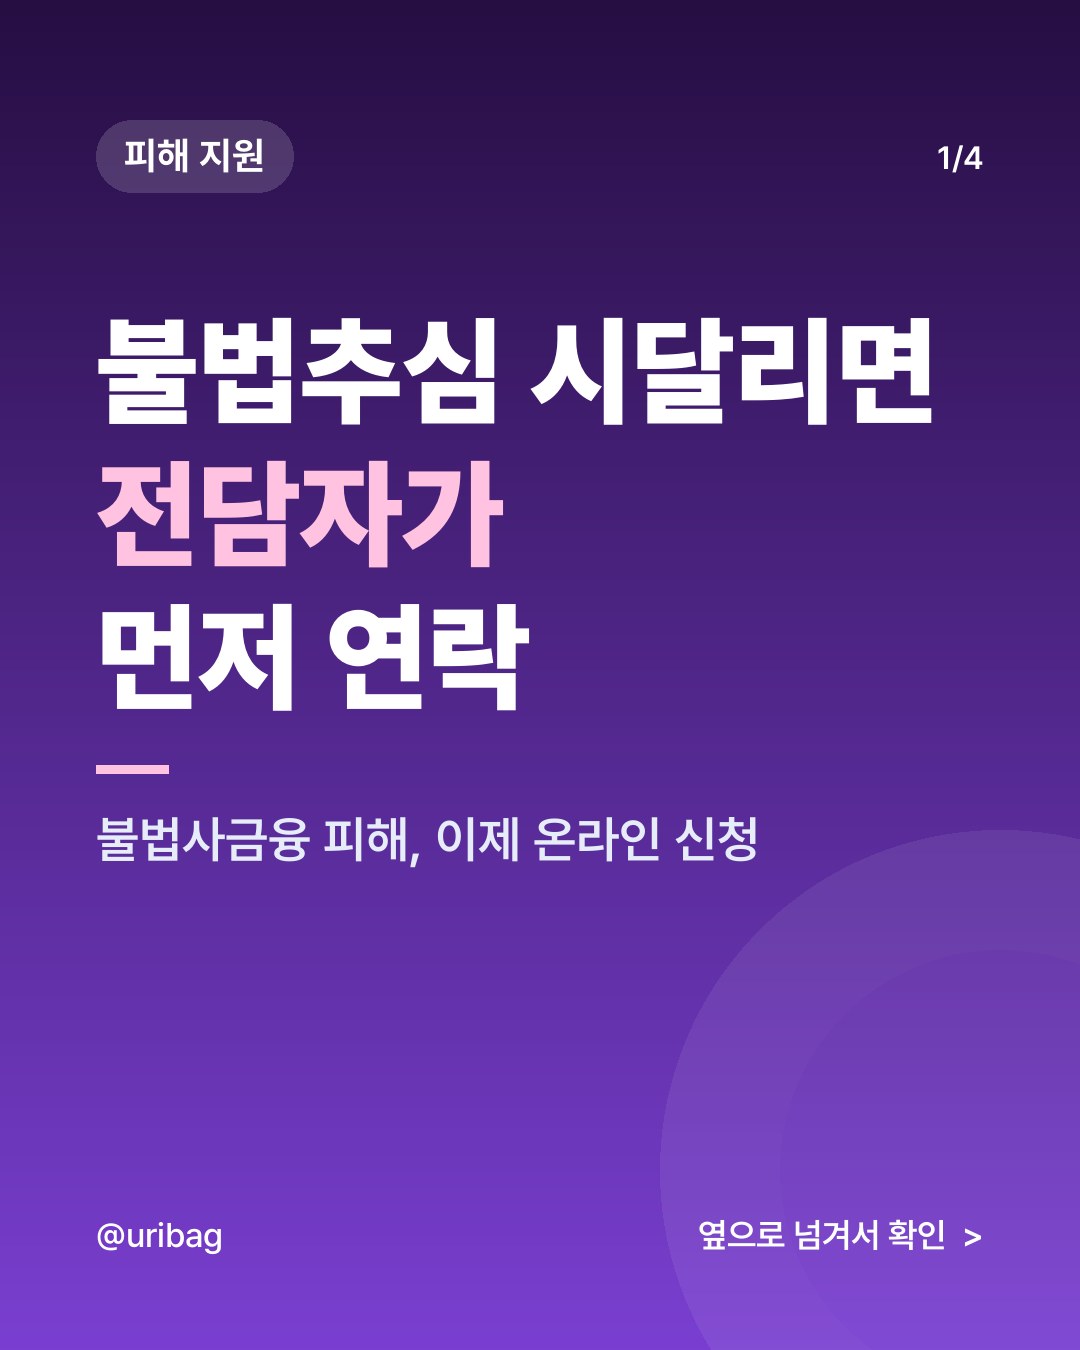 피해 지원
1/4
불법추심 시달리면
전담자가
먼저 연락
불법사금융 피해, 이제 온라인 신청
@uribag
옆으로 넘겨서 확인 >